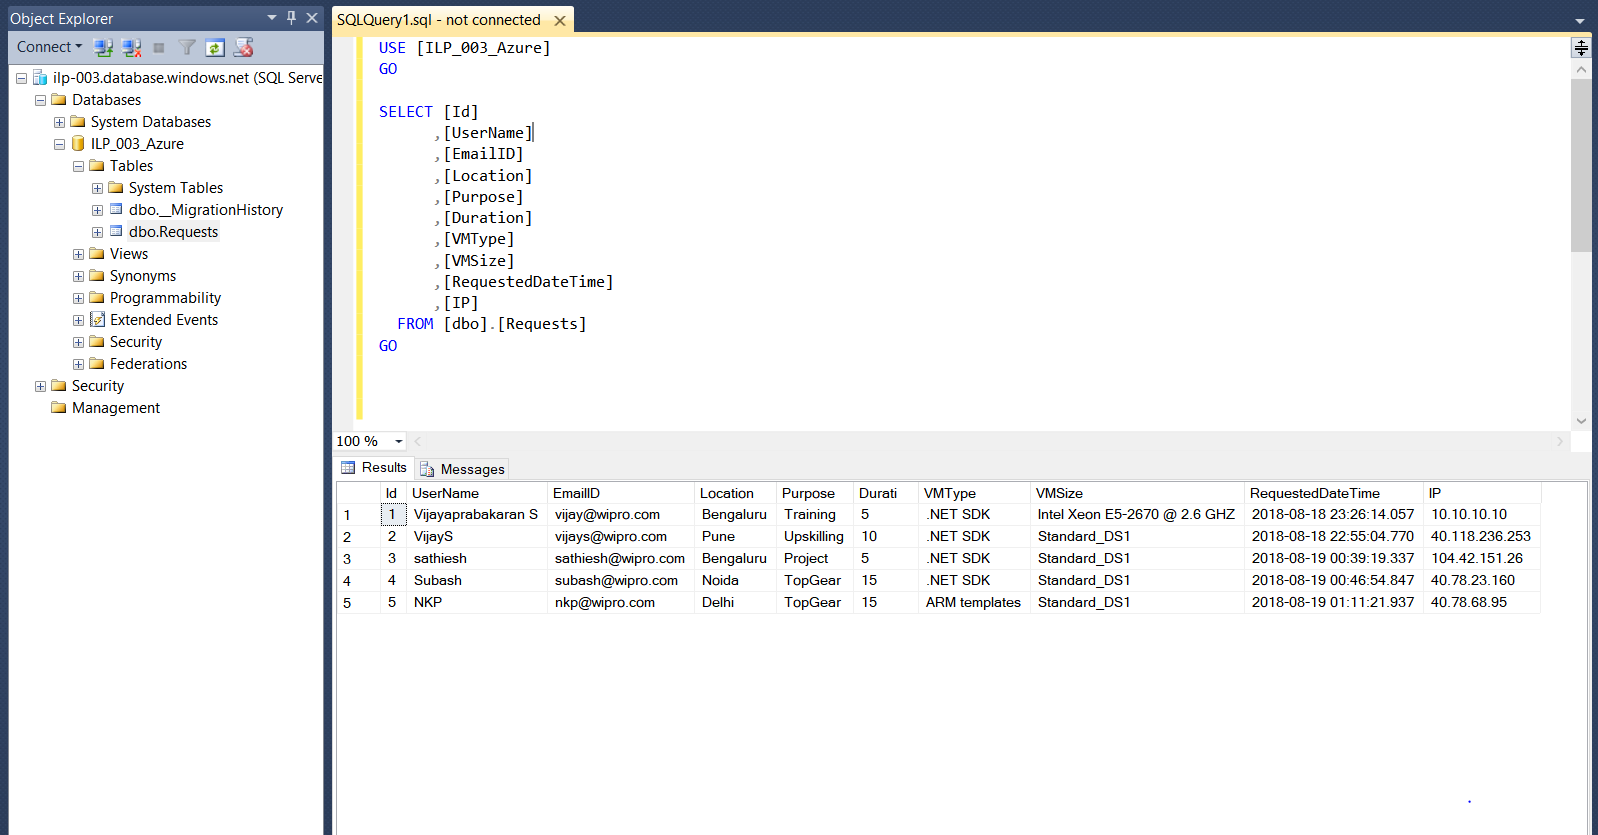 Object Explorer
Connect
ilp-003.database.windows.net (SQL Serve
Databases
System Databases
ILP_003_Azure
Tables
System Tables
dbo.__MigrationHistory
dbo.Requests
Views
Synonyms
Programmability
Extended Events
Security
Federations
Security
Management
SQLQuery1.sql - not connected
USE [ILP_003_Azure]
GO
SELECT [Id]
,[UserName]
,[EmailID]
,[Location]
,[Purpose]
,[Duration]
,[VMType]
,[VMSize]
,[RequestedDateTime]
,[IP]
FROM [dbo].[Requests]
GO
100 %
Results Messages
Id UserName EmailID Location Purpose Durati VMType VMSize RequestedDateTime IP
1 1 Vijayaprabakaran S vijay@wipro.com Bengaluru Training 5 .NET SDK Intel Xeon E5-2670 @ 2.6 GHZ 2018-08-18 23:26:14.057 10.10.10.10
2 2 VijayS vijays@wipro.com Pune Upskilling 10 .NET SDK Standard_DS1 2018-08-18 22:55:04.770 40.118.236.253
3 3 sathiesh sathiesh@wipro.com Bengaluru Project 5 .NET SDK Standard_DS1 2018-08-19 00:39:19.337 104.42.151.26
4 4 Subash subash@wipro.com Noida TopGear 15 .NET SDK Standard_DS1 2018-08-19 00:46:54.847 40.78.23.160
5 5 NKP nkp@wipro.com Delhi TopGear 15 ARM templates Standard_DS1 2018-08-19 01:11:21.937 40.78.68.95